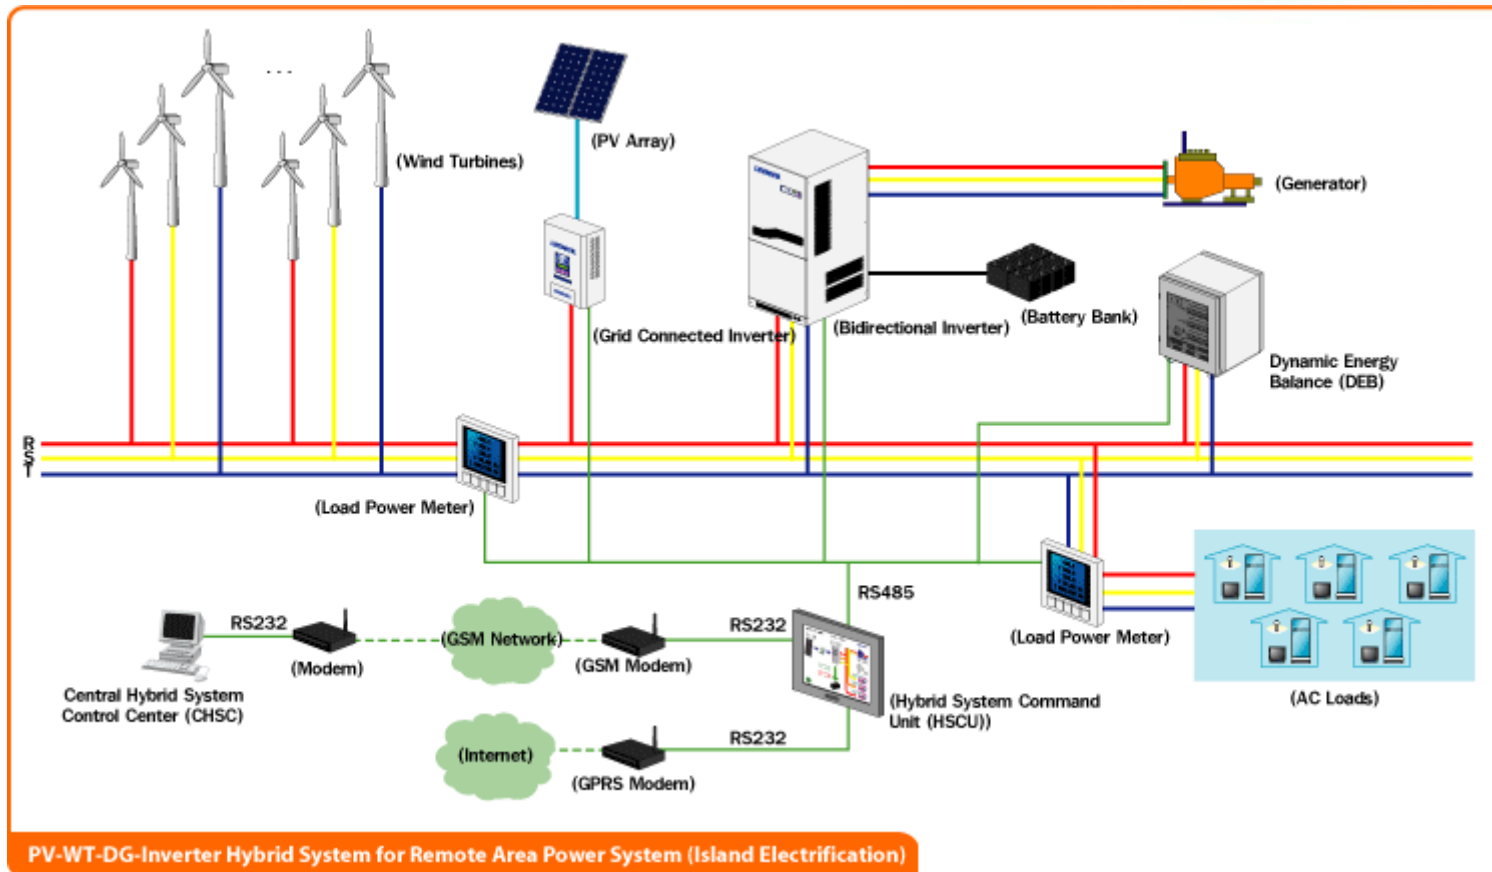 (Wind Turbines)
(PV Array)
(Generator)
(Grid Connected Inverter)
(Bidirectional Inverter)
(Battery Bank)
Dynamic Energy
Balance (DEB)
R
S
T
(Load Power Meter)
RS485
(Load Power Meter)
(AC Loads)
RS232
(Modem)
(GSM Network)
(GSM Modem)
RS232
Central Hybrid System
Control Center (CHSC)
(Hybrid System Command
Unit (HSCU))
(Internet)
(GPRS Modem)
RS232
PV-WT-DG-Inverter Hybrid System for Remote Area Power System (Island Electrification)